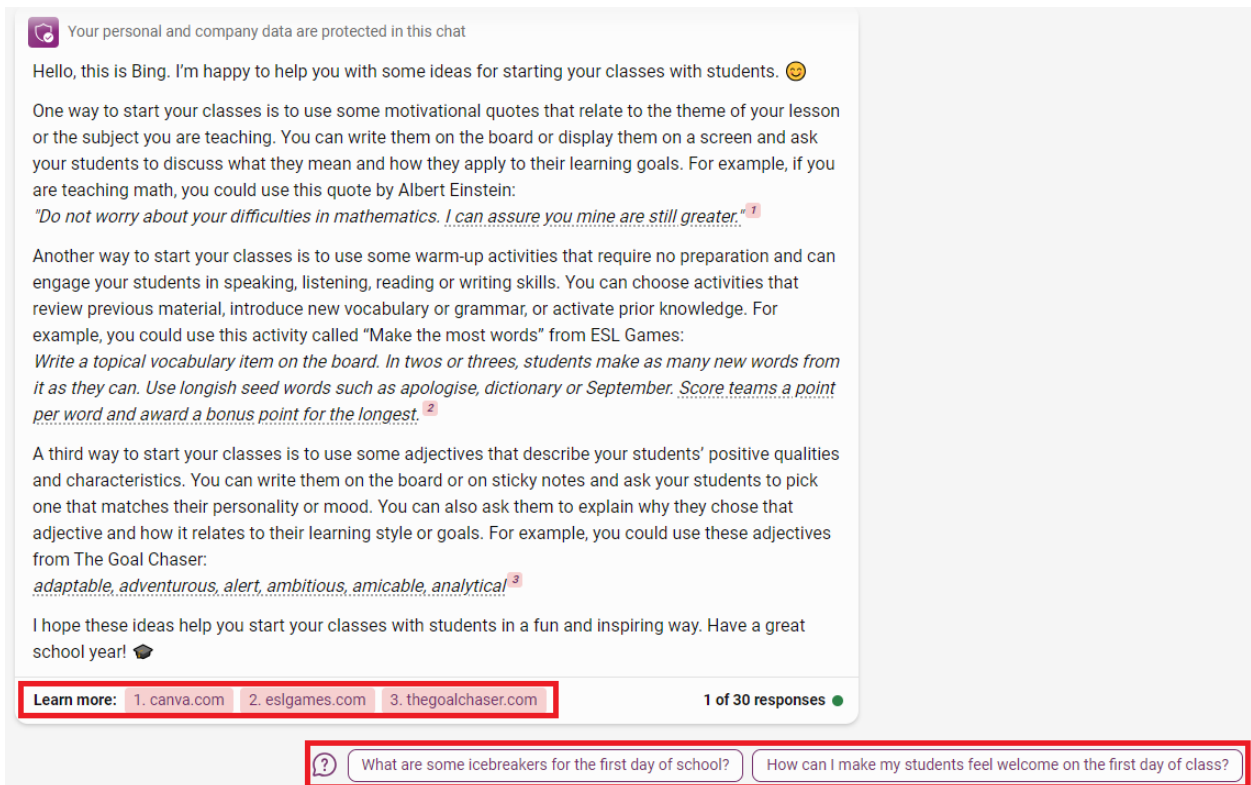 Your personal and company data are protected in this chat
Hello, this is Bing. I'm happy to help you with some ideas for starting your classes with students. 😊
One way to start your classes is to use some motivational quotes that relate to the theme of your lesson
or the subject you are teaching. You can write them on the board or display them on a screen and ask
your students to discuss what they mean and how they apply to their learning goals. For example, if you
are teaching math, you could use this quote by Albert Einstein:
"Do not worry about your difficulties in mathematics. I can assure you mine are still greater." 1
Another way to start your classes is to use some warm-up activities that require no preparation and can
engage your students in speaking, listening, reading or writing skills. You can choose activities that
review previous material, introduce new vocabulary or grammar, or activate prior knowledge. For
example, you could use this activity called “Make the most words” from ESL Games:
Write a topical vocabulary item on the board. In twos or threes, students make as many new words from
it as they can. Use longish seed words such as apologise, dictionary or September. Score teams a point
per word and award a bonus point for the longest. 2
A third way to start your classes is to use some adjectives that describe your students’ positive qualities
and characteristics. You can write them on the board or on sticky notes and ask your students to pick
one that matches their personality or mood. You can also ask them to explain why they chose that
adjective and how it relates to their learning style or goals. For example, you could use these adjectives
from The Goal Chaser:
adaptable, adventurous, alert, ambitious, amicable, analytical 3
I hope these ideas help you start your classes with students in a fun and inspiring way. Have a great
school year! 🎓
Learn more: 1. canva.com 2. eslgames.com 3. thegoalchaser.com 1 of 30 responses
What are some icebreakers for the first day of school? How can I make my students feel welcome on the first day of class?